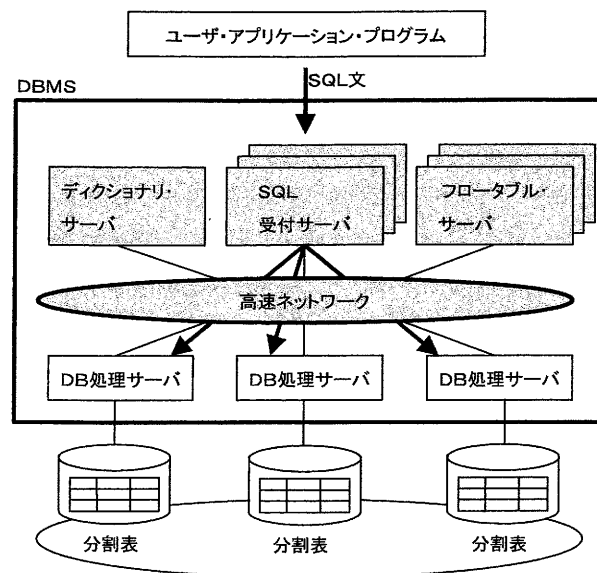 ユーザ・アプリケーション・プログラム
DBMS
SQL文
ディクショナリ・
サーバ
SQL
受付サーバ
フロータブル・
サーバ
高速ネットワーク
DB処理サーバ
DB処理サーバ
DB処理サーバ
分割表
分割表
分割表